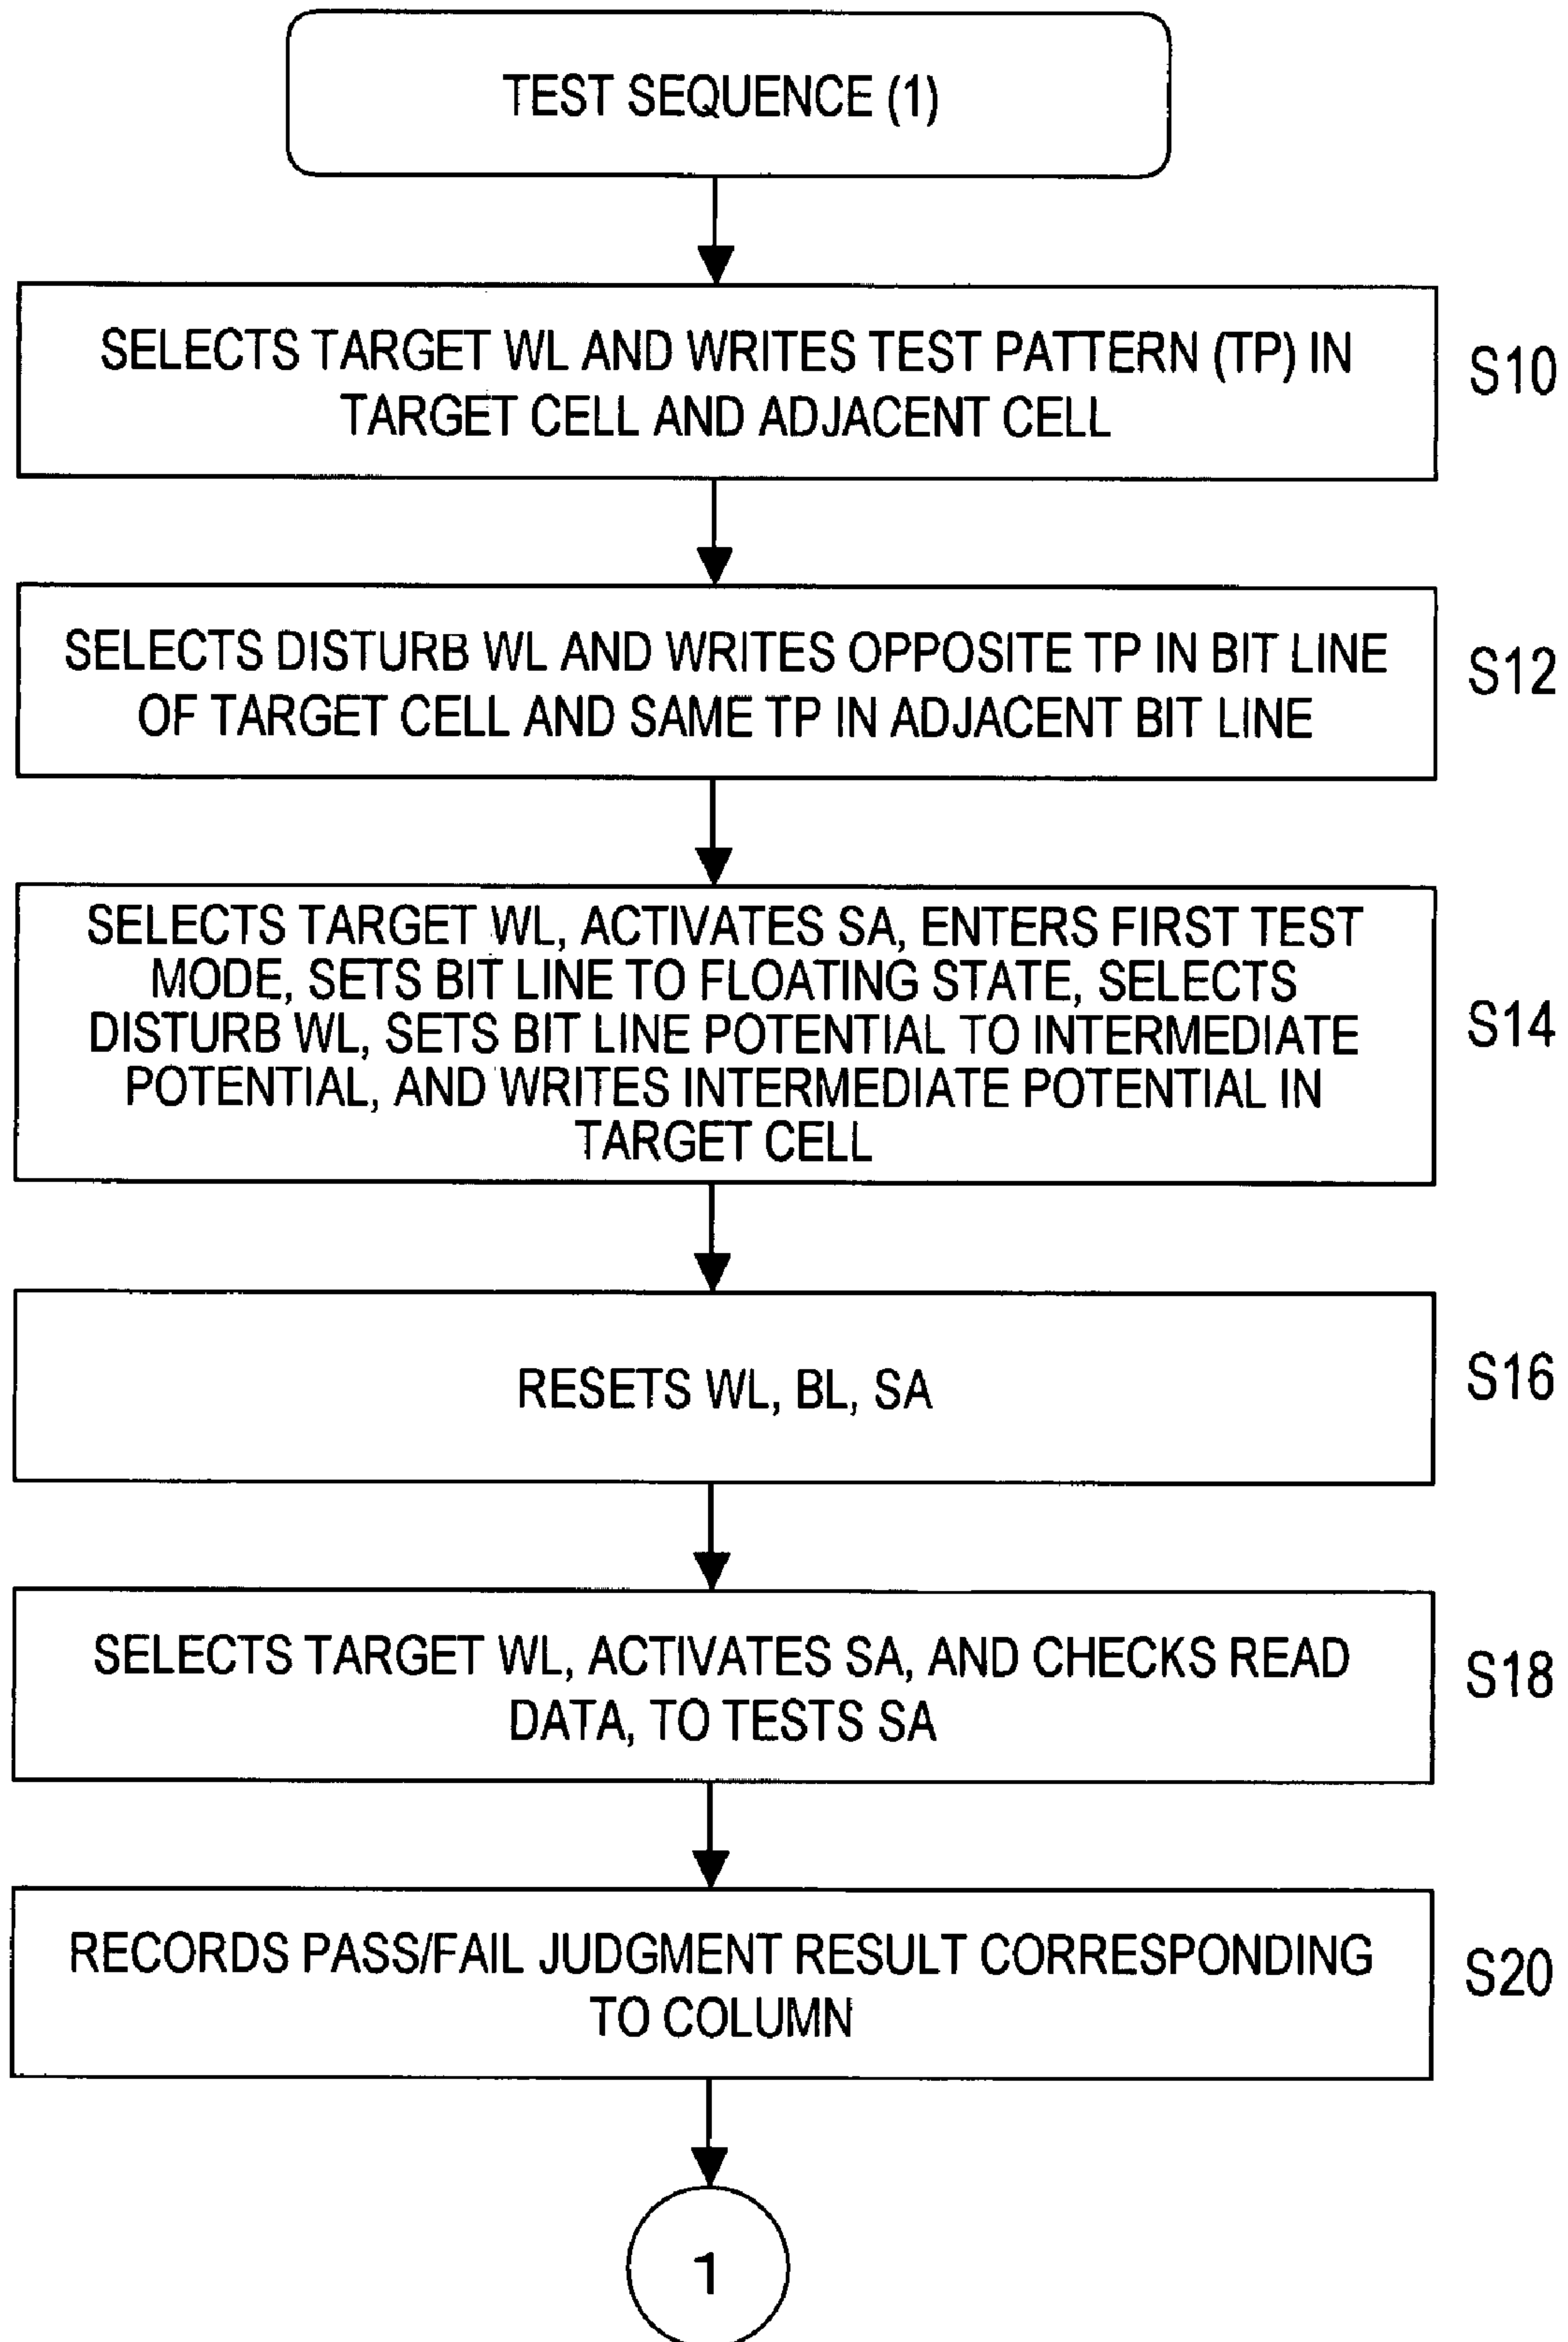 TEST SEQUENCE (1)
SELECTS TARGET WL AND WRITES TEST PATTERN (TP) IN
TARGET CELL AND ADJACENT CELL
S10
SELECTS DISTURB WL AND WRITES OPPOSITE TP IN BIT LINE
OF TARGET CELL AND SAME TP IN ADJACENT BIT LINE
S12
SELECTS TARGET WL, ACTIVATES SA, ENTERS FIRST TEST
MODE, SETS BIT LINE TO FLOATING STATE, SELECTS
DISTURB WL, SETS BIT LINE POTENTIAL TO INTERMEDIATE
POTENTIAL, AND WRITES INTERMEDIATE POTENTIAL IN
TARGET CELL
S14
RESETS WL, BL, SA
S16
SELECTS TARGET WL, ACTIVATES SA, AND CHECKS READ
DATA, TO TESTS SA
S18
RECORDS PASS/FAIL JUDGMENT RESULT CORRESPONDING
TO COLUMN
S20
1